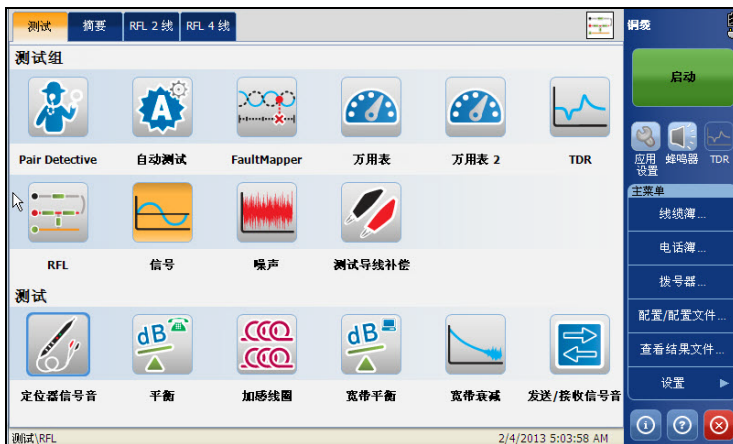 测试 摘要 RFL 2 线 RFL 4 线 铜缆
测试组
启动
Pair Detective 自动测试 FaultMapper 万用表 万用表 2 TDR
应用设置 蜂鸣器 TDR
主菜单
RFL 信号 噪声 测试导线补偿
线缆簿...
电话簿...
拨号器...
测试
配置/配置文件...
查看结果文件...
设置
定位器信号音 平衡 加感线圈 宽带平衡 宽带衰减 发送/接收信号音
测试\RFL 2/4/2013 5:03:58 AM
A
dB
dB